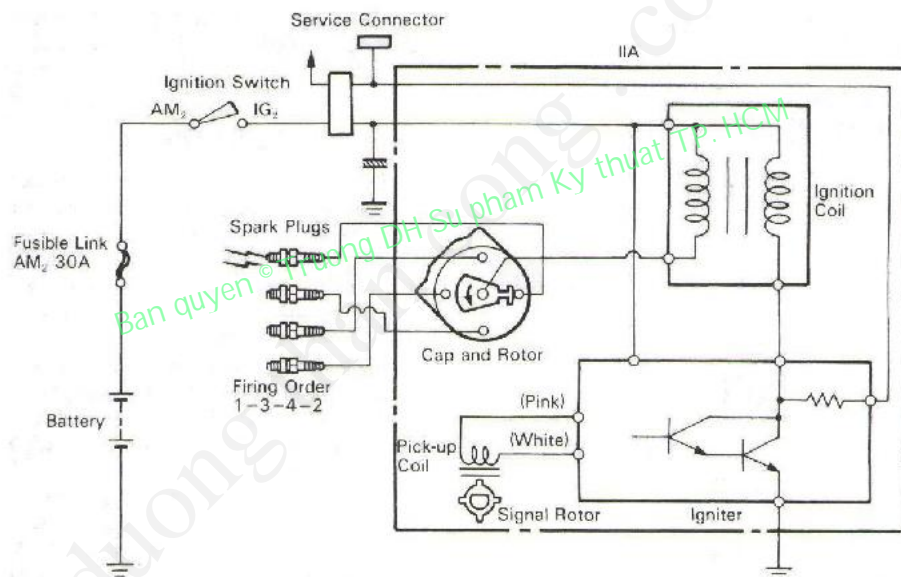 Service Connector
IIA
Ignition Switch
AM₂
IG₂
Ignition
Coil
Spark Plugs
Fusible Link
AM₂ 30A
Cap and Rotor
Firing Order
1-3-4-2
Battery
(Pink)
(White)
Pick-up
Coil
Signal Rotor
Igniter
Ban quyen © Truong DH Su pham Ky thuat TP. HCM